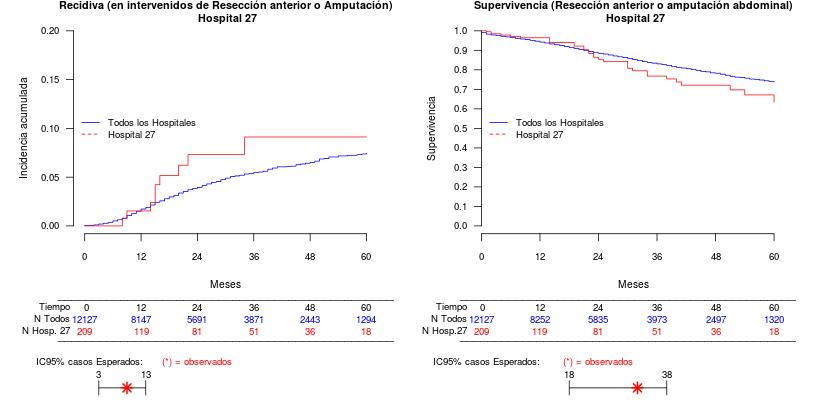 Recidiva (en intervenidos de Resección anterior o Amputación)
Hospital 27
Incidencia acumulada
0.20
0.15
0.10
0.05
0.00
Todos los Hospitales
Hospital 27
0 12 24 36 48 60
Meses
Tiempo 0 12 24 36 48 60
N Todos 12127 8147 5691 3871 2443 1294
N Hosp. 27 209 119 81 51 36 18
IC95% casos Esperados: (*) = observados
3 13
Supervivencia (Resección anterior o amputación abdominal)
Hospital 27
Supervivencia
1.0
0.9
0.8
0.7
0.6
0.5
0.4
0.3
0.2
0.1
0.0
Todos los Hospitales
Hospital 27
0 12 24 36 48 60
Meses
Tiempo 0 12 24 36 48 60
N Todos 12127 8252 5835 3973 2497 1320
N Hosp.27 209 119 81 51 36 18
IC95% casos Esperados: (*) = observados
18 38